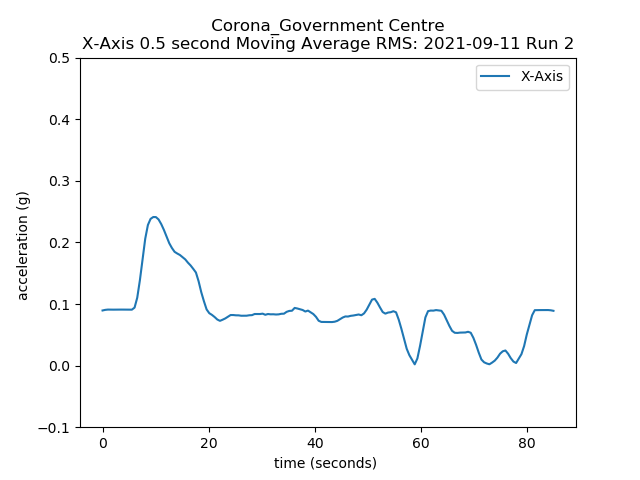 Corona_Government Centre
X-Axis 0.5 second Moving Average RMS: 2021-09-11 Run 2
X-Axis
0.5
0.4
0.3
0.2
0.1
0.0
−0.1
acceleration (g)
0 20 40 60 80
time (seconds)